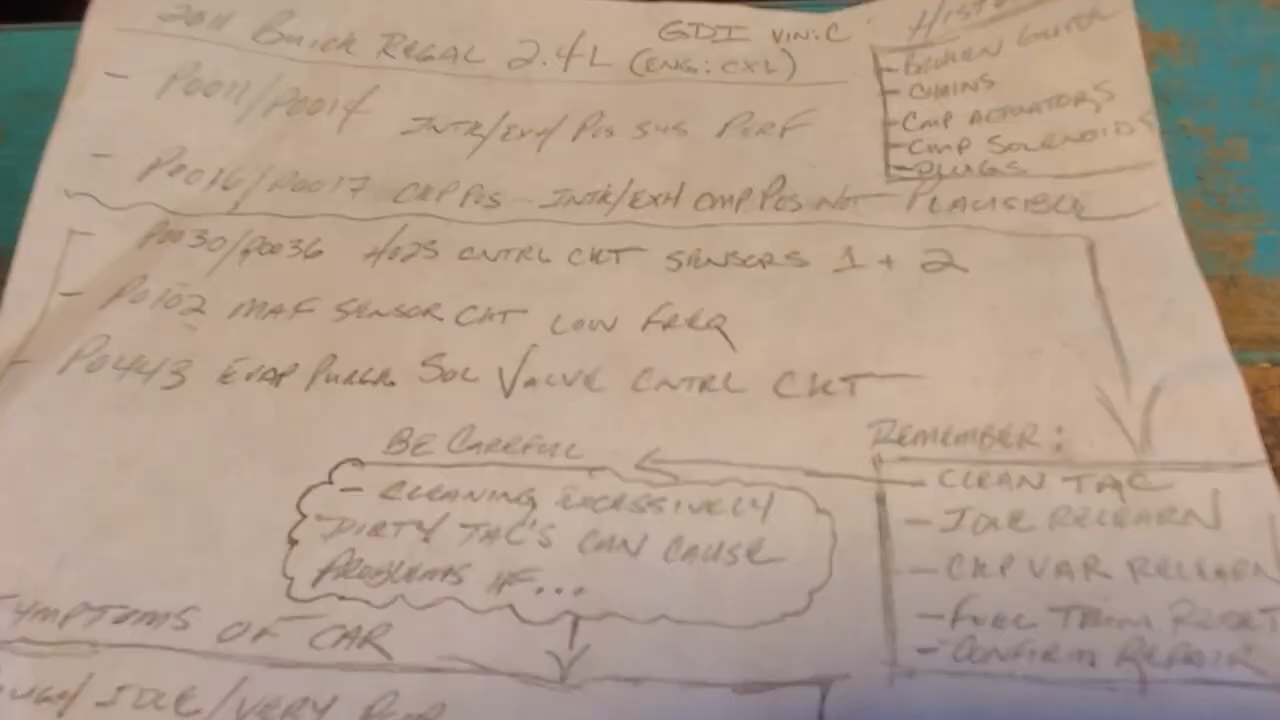 2011 Buick REGAL 2.4L (ENG: CXL)
GDI VIN: C
- P0011/P0014 INTK/EXH/POS SYS PERF
- P0016/P0017 CKP POS - INTK/EXH CMP POS NOT PLAUSIBLE
- BROKEN
- CHAINS
- CMP ACTUATORS
- CMP SOLENOIDS
- PLUGS
P0030/P0036 HO2S CNTRL CKT SENSORS 1 + 2
- P0102 MAF SENSOR CKT LOW FREQ
- P0443 EVAP PURGE SOL VALVE CNTRL CKT
BE CAREFUL
- CLEANING EXCESSIVELY
DIRTY TAC'S CAN CAUSE
PROBLEMS IF...
REMEMBER:
- CLEAN TAC
- IDLE RELEARN
- CKP VAR RELEARN
- FUEL TRIM RESET
- CONFIRM REPAIR
SYMPTOMS OF CAR
/IDLE/VERY POOR